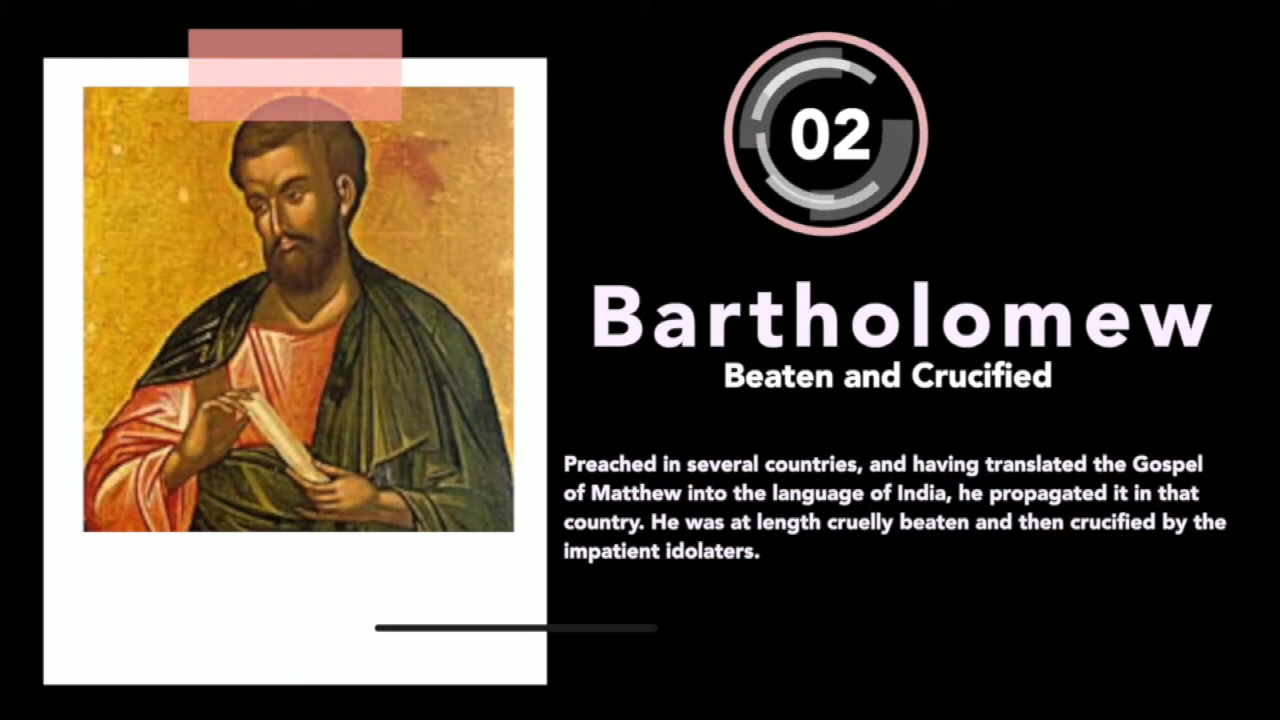 02
Bartholomew
Beaten and Crucified
Preached in several countries, and having translated the Gospel
of Matthew into the language of India, he propagated it in that
country. He was at length cruelly beaten and then crucified by the
impatient idolaters.